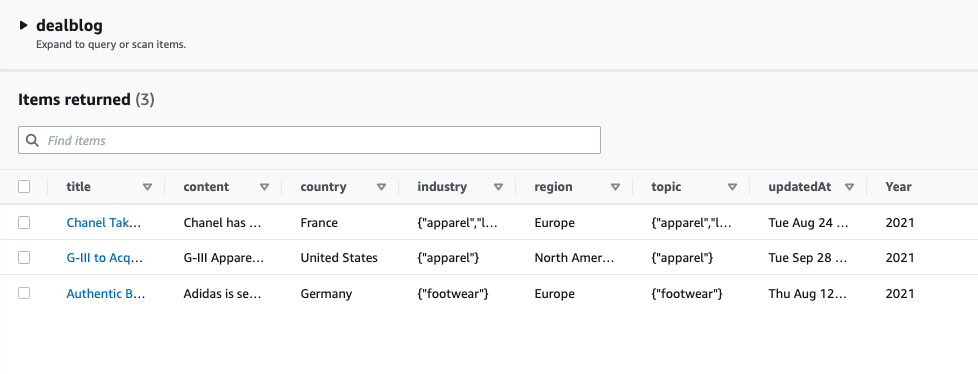 dealblog
Expand to query or scan items.
Items returned (3)
Find items
title content country industry region topic updatedAt Year
Chanel Tak... Chanel has ... France {"apparel","l... Europe {"apparel","l... Tue Aug 24 ... 2021
G-III to Acq... G-III Appare... United States {"apparel"} North Amer... {"apparel"} Tue Sep 28 ... 2021
Authentic B... Adidas is se... Germany {"footwear"} Europe {"footwear"} Thu Aug 12... 2021